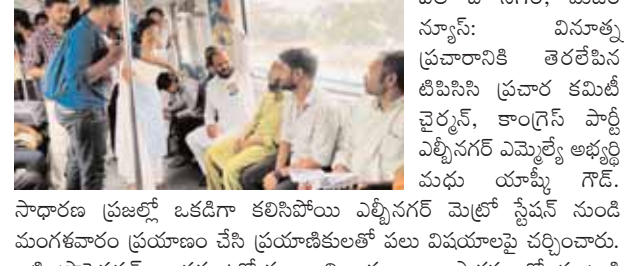 న్యూస్: వినూత్న
ప్రచారానికి తెరలేపిన
టిపిసిసి ప్రచార కమిటీ
చైర్మన్, కాంగ్రెస్ పార్టీ
ఎల్బీనగర్ ఎమ్మెల్యే అభ్యర్థి
మధు యాష్కీ గౌడ్.
సాధారణ ప్రజల్లో ఒకడిగా కలిసిపోయి ఎల్బీనగర్ మెట్రో స్టేషన్ నుండి
మంగళవారం ప్రయాణం చేసి ప్రయాణికులతో పలు విషయాలపై చర్చించారు.